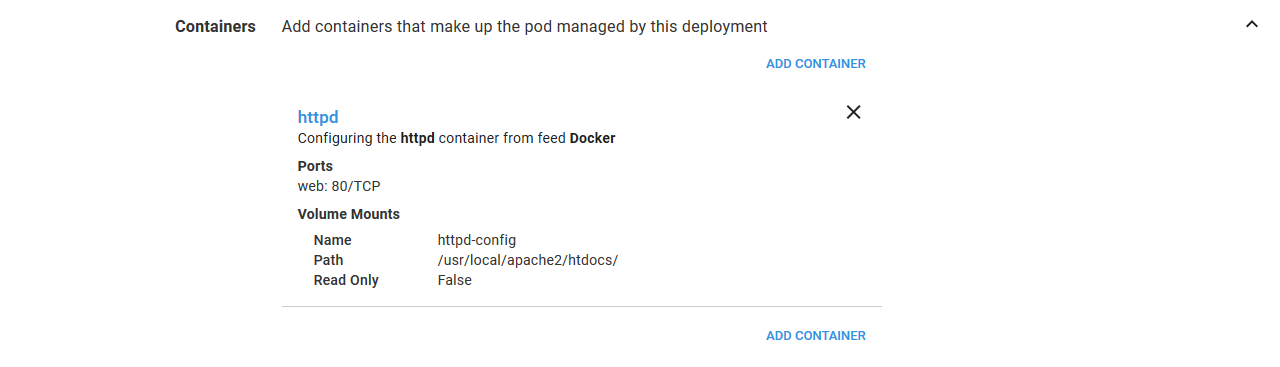 Containers Add containers that make up the pod managed by this deployment
ADD CONTAINER
httpd
Configuring the httpd container from feed Docker
Ports
web: 80/TCP
Volume Mounts
Name httpd-config
Path /usr/local/apache2/htdocs/
Read Only False
ADD CONTAINER